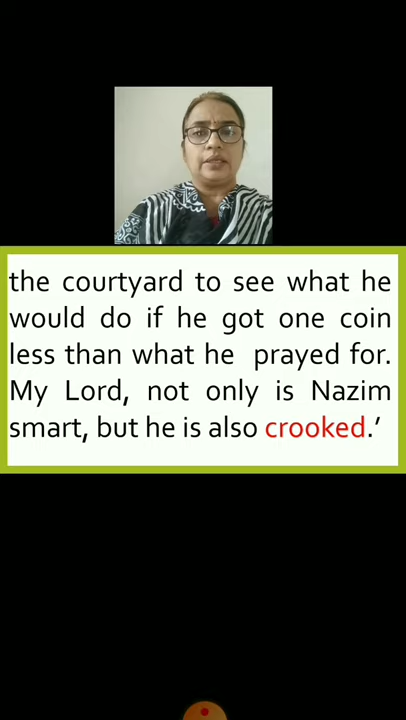 the courtyard to see what he
would do if he got one coin
less than what he prayed for.
My Lord, not only is Nazim
smart, but he is also crooked.’